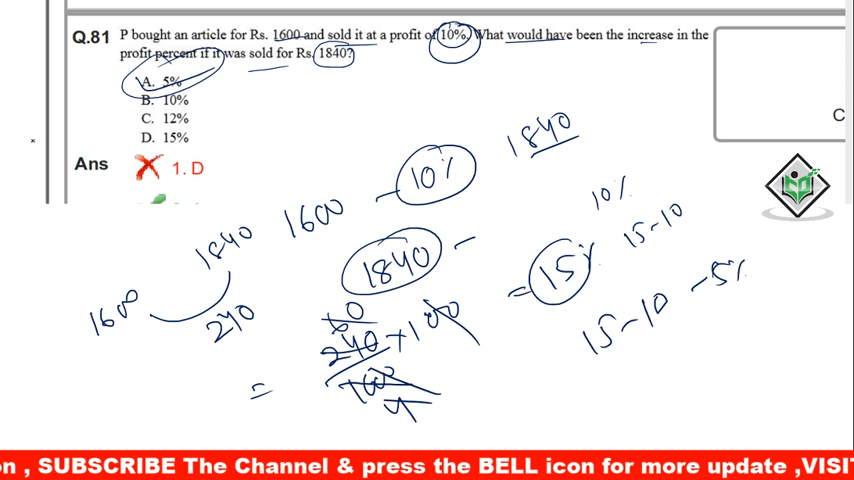 Q.81 P bought an article for Rs. 1600 and sold it at a profit of 10%. What would have been the increase in the
profit percent if it was sold for Rs. 1840?
A. 5%
B. 10%
C. 12%
D. 15%
Ans 1. D
1840
1600 - 10%
10%
15-10
1840
1600
240
1840 -
60
240 × 100
= 15%
=
1600
4
15-10 -5%
C
on , SUBSCRIBE The Channel & press the BELL icon for more update ,VISI